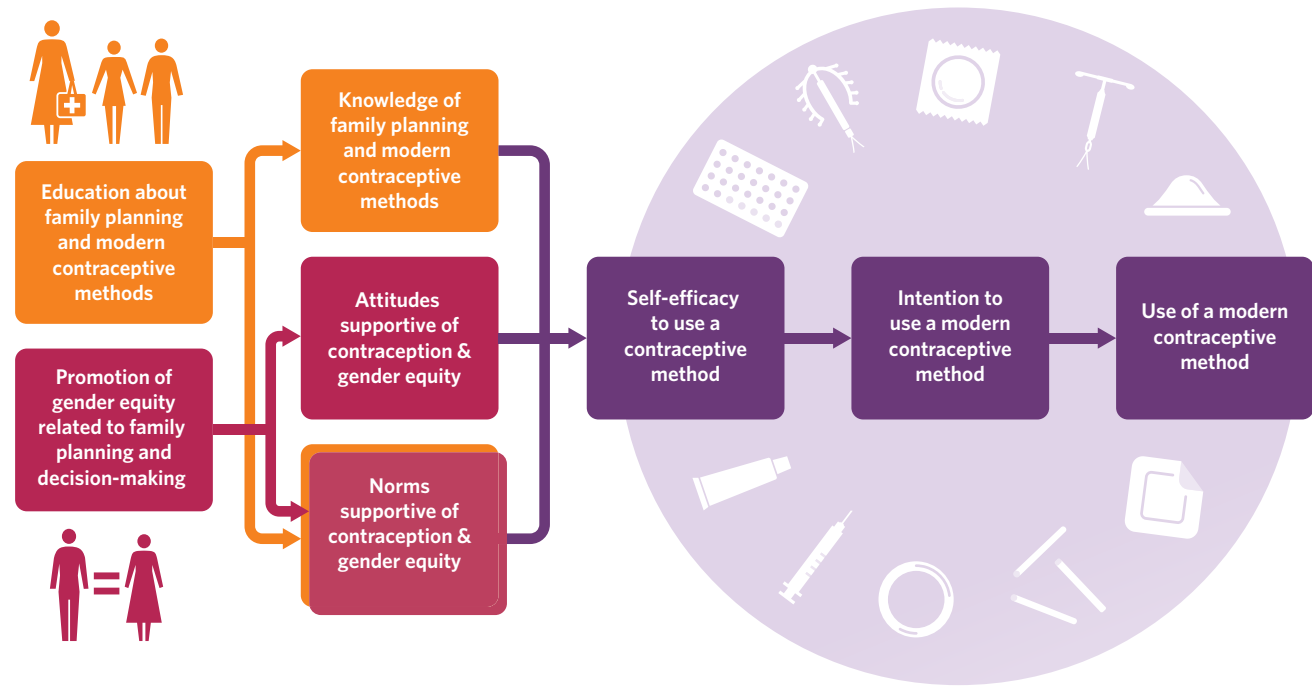 Education about
family planning
and modern
contraceptive
methods
Promotion of
gender equity
related to family
planning and
decision-making
Knowledge of
family planning
and modern
contraceptive
methods
Attitudes
supportive of
contraception &
gender equity
Norms
supportive of
contraception &
gender equity
Self-efficacy
to use a
contraceptive
method
Intention to
use a modern
contraceptive
method
Use of a modern
contraceptive
method